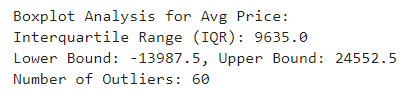 Boxplot Analysis for Avg Price:
Interquartile Range (IQR): 9635.0
Lower Bound: -13987.5, Upper Bound: 24552.5
Number of Outliers: 60